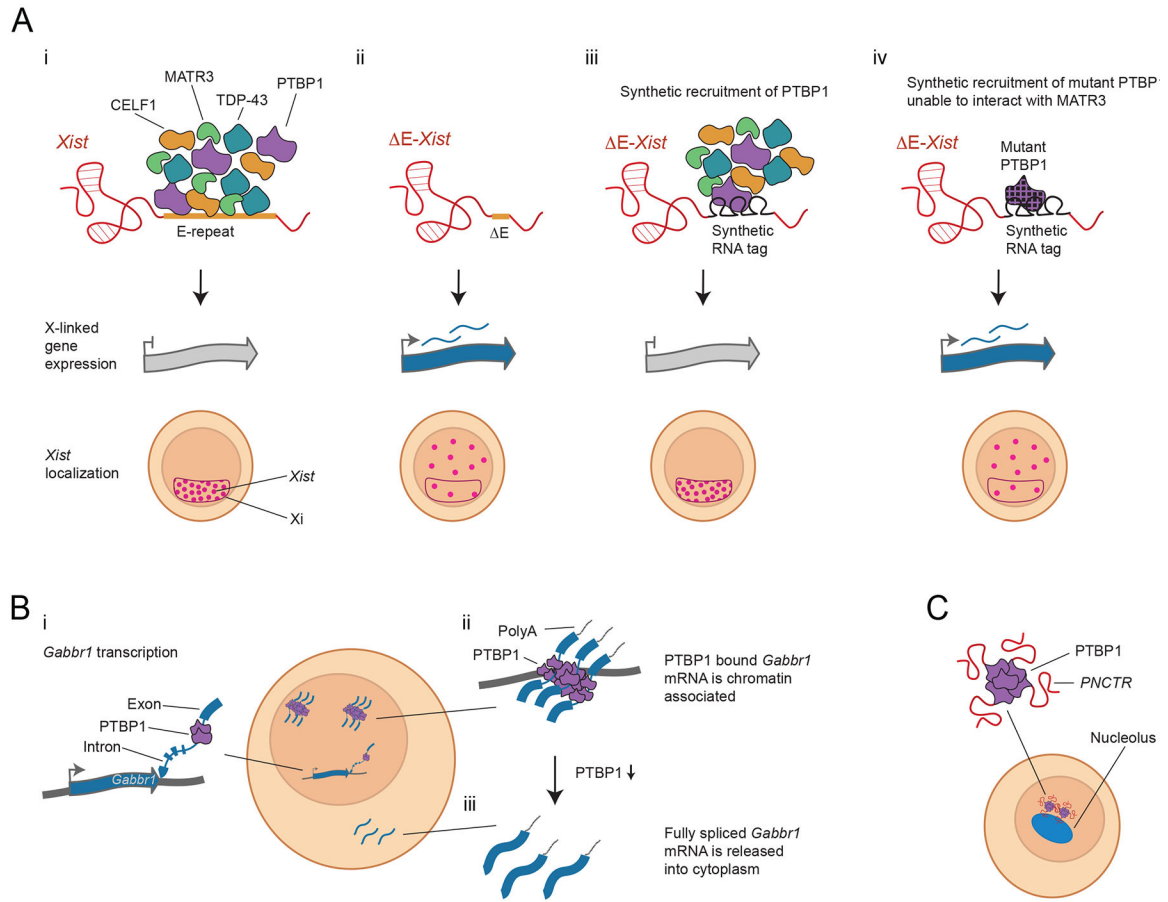 A
i
ii
iii
iv
MATR3
PTBP1
CELF1
TDP-43
Synthetic recruitment of PTBP1
Synthetic recruitment of mutant PTBP1
unable to interact with MATR3
Xist
ΔE-Xist
ΔE-Xist
ΔE-Xist
Mutant
PTBP1
E-repeat
ΔE
Synthetic
RNA tag
Synthetic
RNA tag
X-linked
gene
expression
Xist
localization
Xist
Xi
B
i
Gabbr1 transcription
Exon
PTBP1
Intron
Gabbr1
ii
PolyA
PTBP1
PTBP1 bound Gabbr1
mRNA is chromatin
associated
PTBP1
iii
Fully spliced Gabbr1
mRNA is released
into cytoplasm
C
PTBP1
PNCTR
Nucleolus